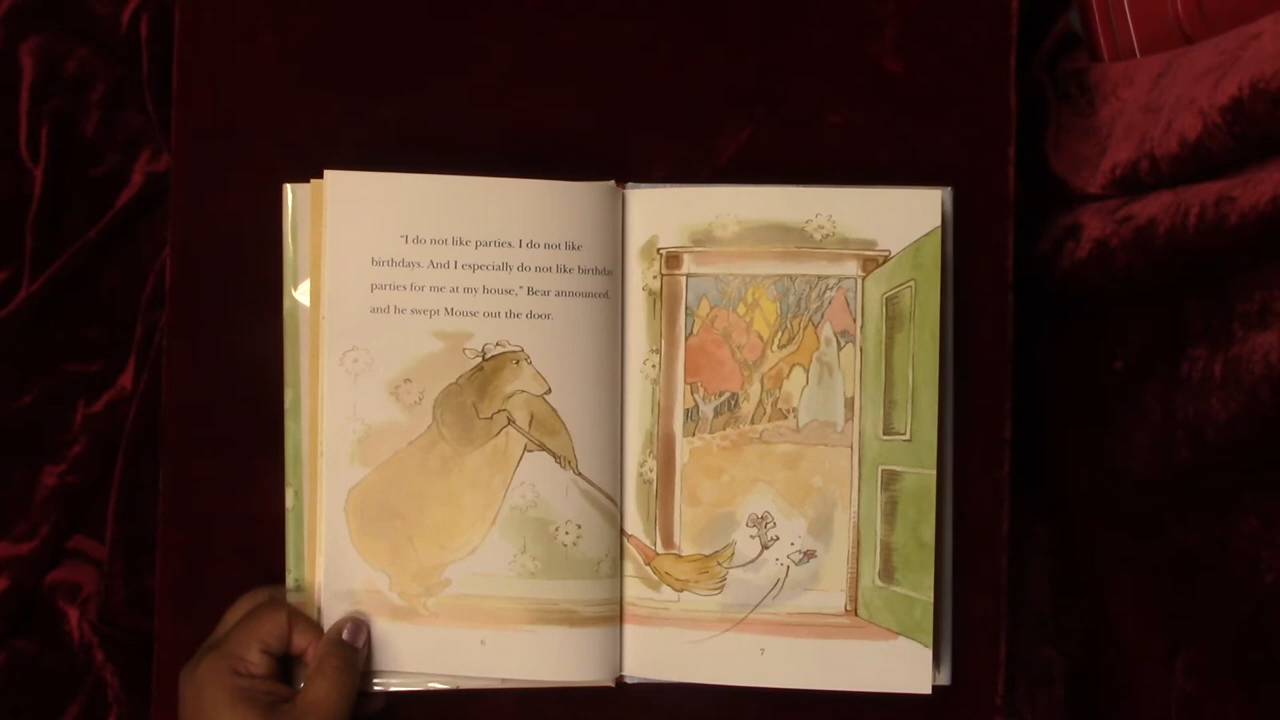 “I do not like parties. I do not like
birthdays. And I especially do not like birthday
parties for me at my house,” Bear announced,
and he swept Mouse out the door.
6
7